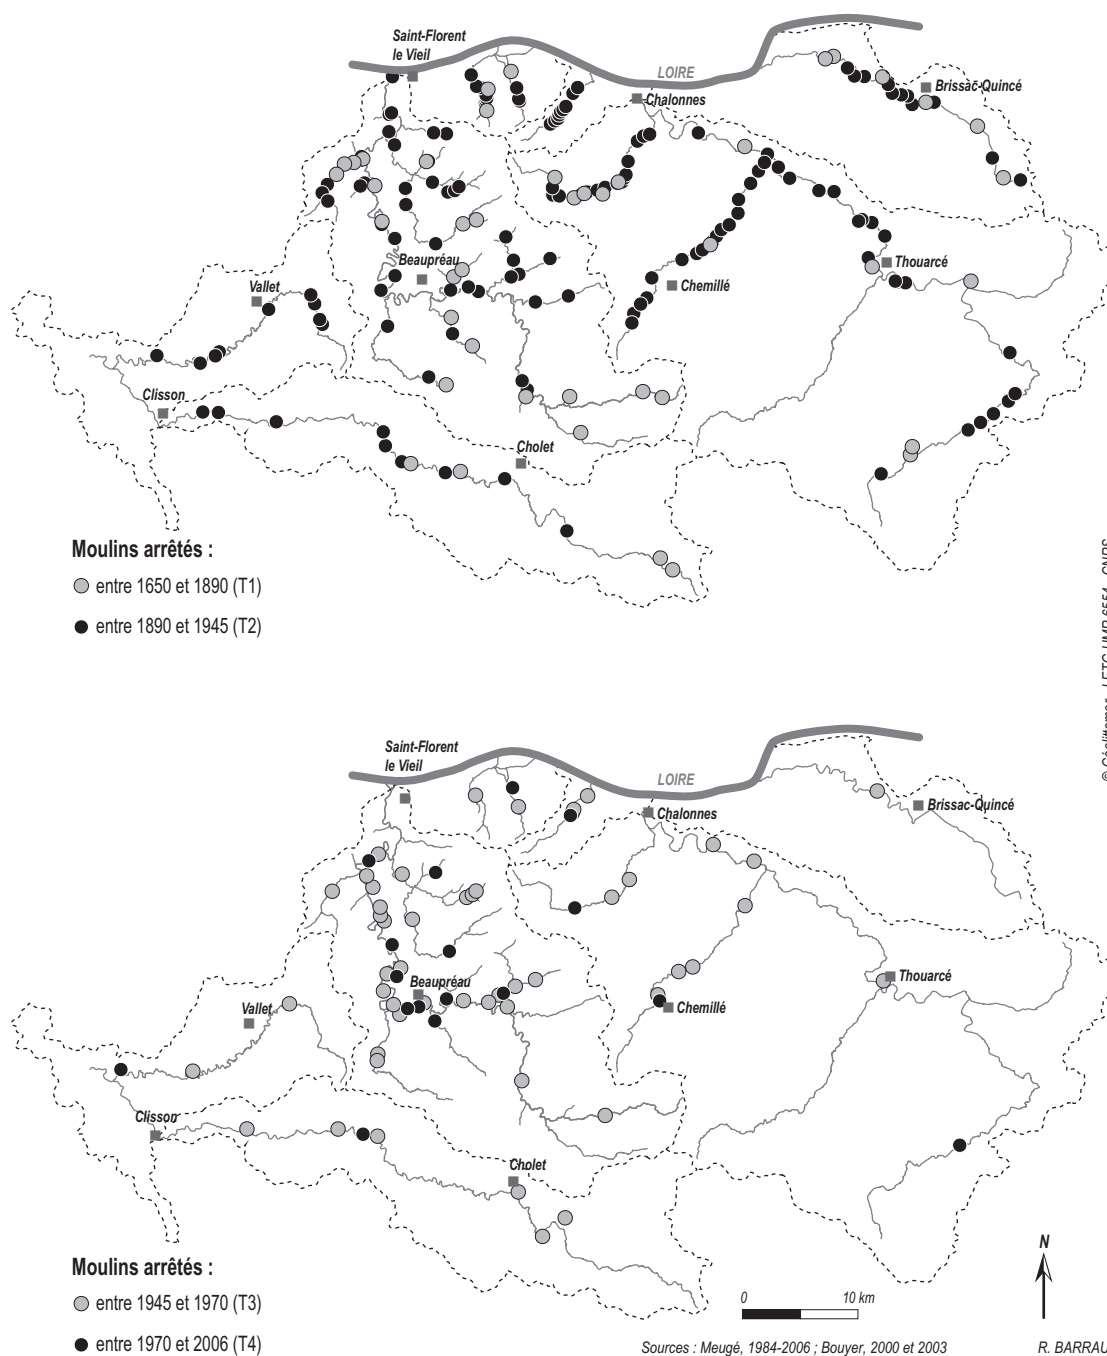 Saint-Florent
le Vieil
LOIRE
Chalonnes
Brissac-Quincé
Beaupréau
Thouarcé
Vallet
Chemillé
Clisson
Cholet
Moulins arrêtés :
entre 1650 et 1890 (T1)
entre 1890 et 1945 (T2)
Saint-Florent
le Vieil
LOIRE
Chalonnes
Brissac-Quincé
Beaupréau
Thouarcé
Vallet
Chemillé
Clisson
Cholet
Moulins arrêtés :
entre 1945 et 1970 (T3)
entre 1970 et 2006 (T4)
0 10 km
N
Sources : Meugé, 1984-2006 ; Bouyer, 2000 et 2003
R. BARRAU